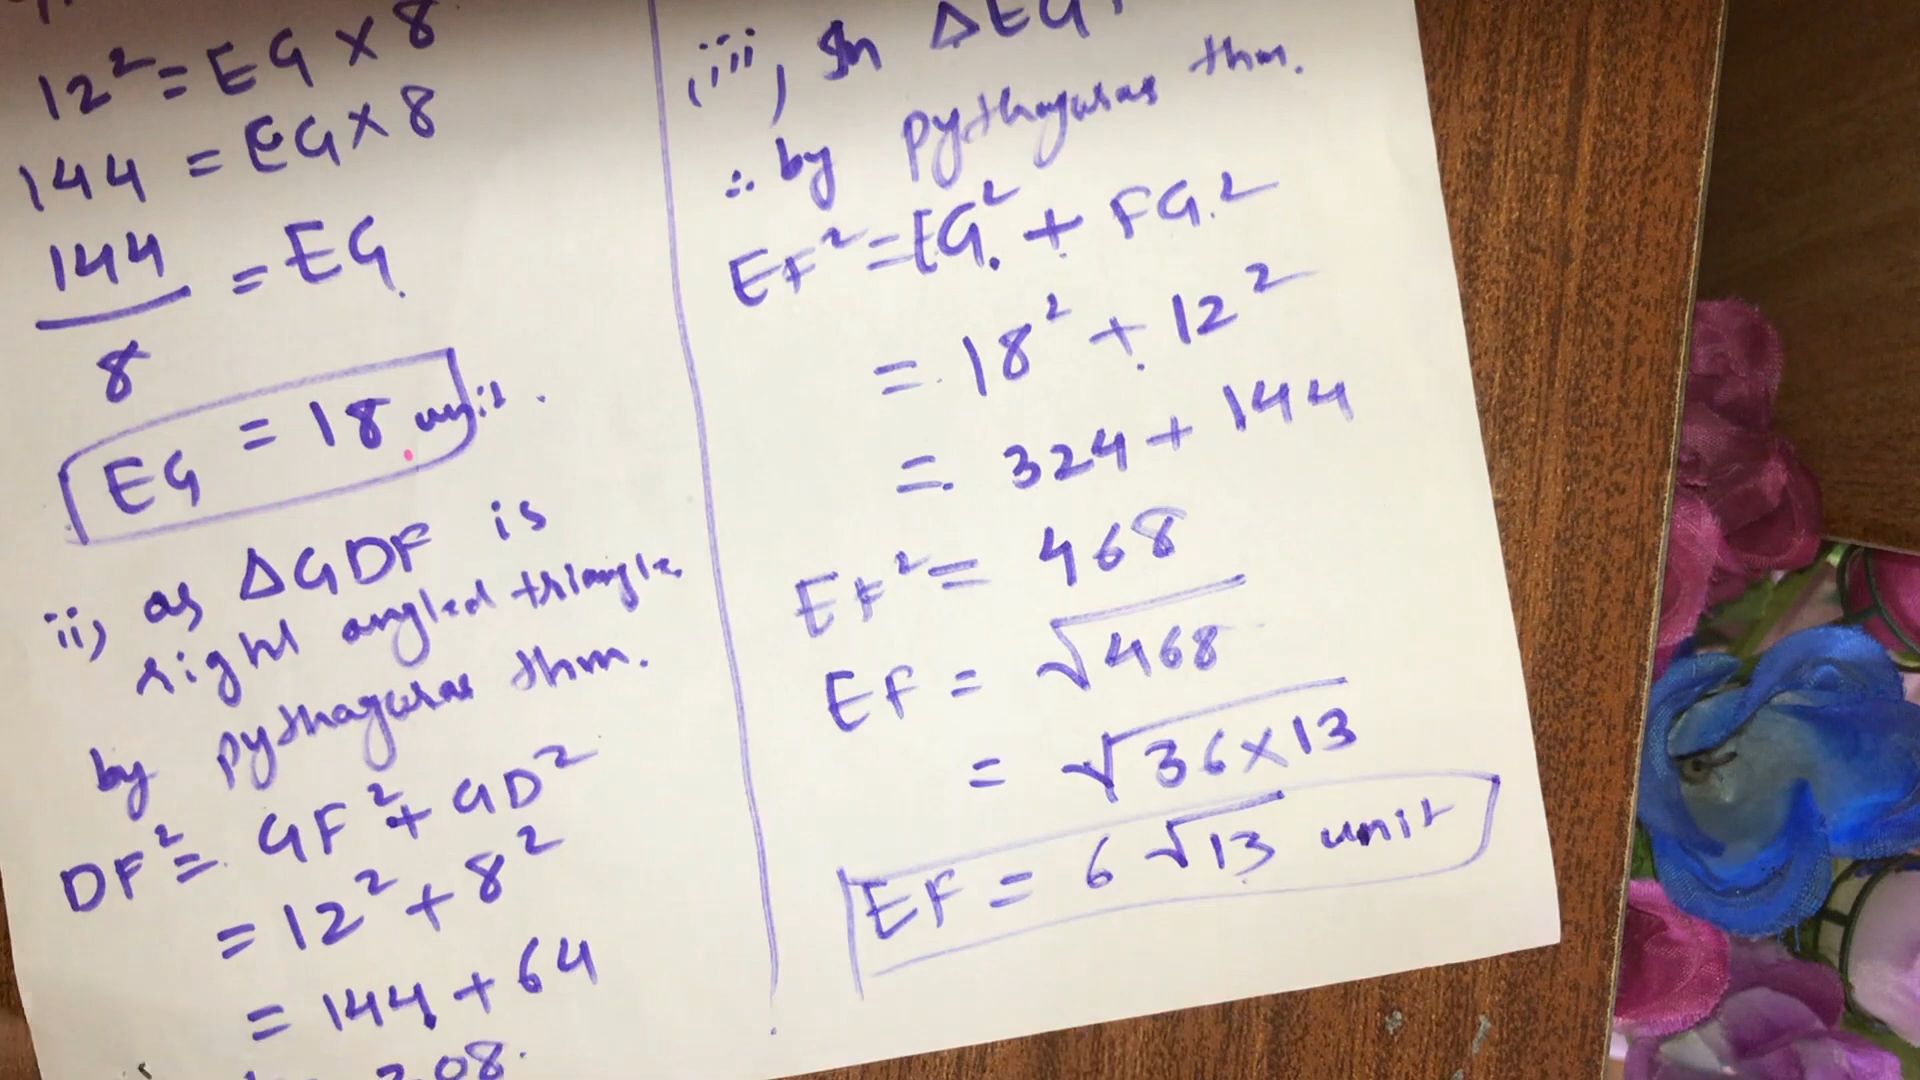 12² = EG × 8
144 = EG × 8
144
―― = EG
8
EG = 18 unit.
ii, as ΔGDF is
right angled triangle
by pythagoras thm.
DF² = GF² + GD²
= 12² + 8²
= 144 + 64
208.
iii, In ΔEG
∴ by pythagoras thm.
EF² = EG² + FG²
= 18² + 12²
= 324 + 144
EF² = 468
EF = √468
= √36×13
EF = 6√13 unit